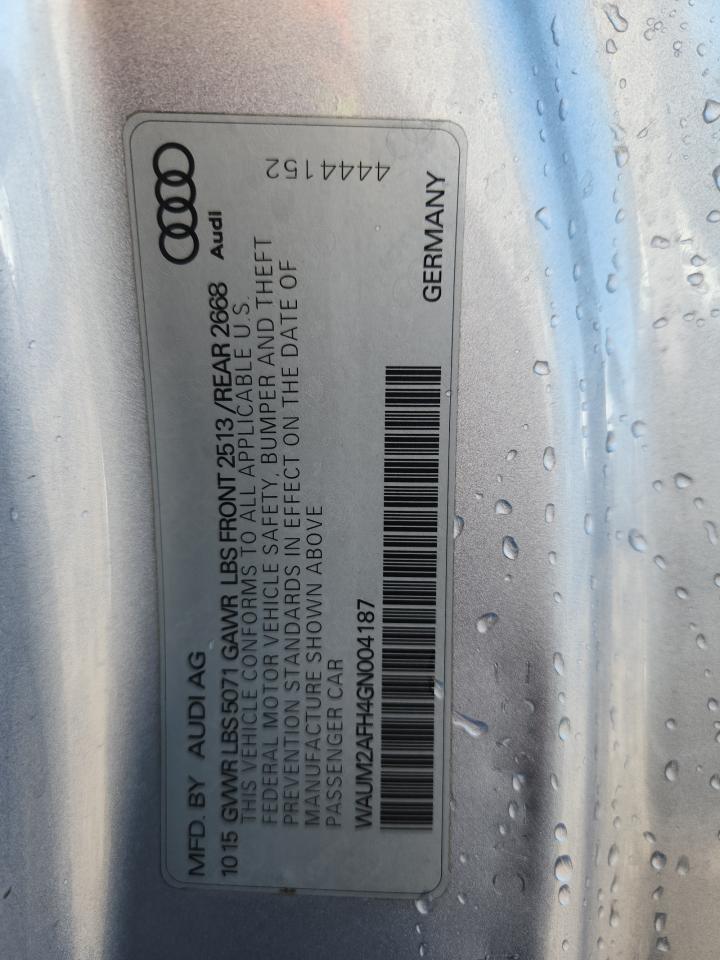 MFD. BY AUDI AG
10 15 GVWR LBS 5071 GAWR LBS FRONT 2513 /REAR 2668
THIS VEHICLE CONFORMS TO ALL APPLICABLE U.S.
FEDERAL MOTOR VEHICLE SAFETY, BUMPER AND THEFT
PREVENTION STANDARDS IN EFFECT ON THE DATE OF
MANUFACTURE SHOWN ABOVE
PASSENGER CAR
WAUM2AFH4GN004187
Audi
4444152
GERMANY